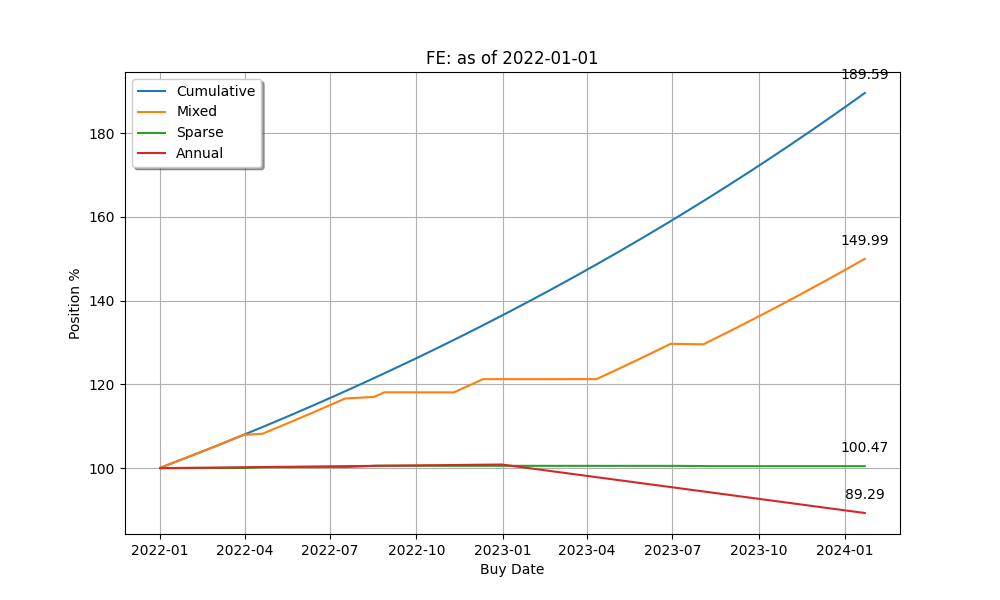 FE: as of 2022-01-01
189.59
Cumulative
Mixed
Sparse
Annual
180
160
149.99
140
120
100.47
100
89.29
Position %
2022-01 2022-04 2022-07 2022-10 2023-01 2023-04 2023-07 2023-10 2024-01
Buy Date